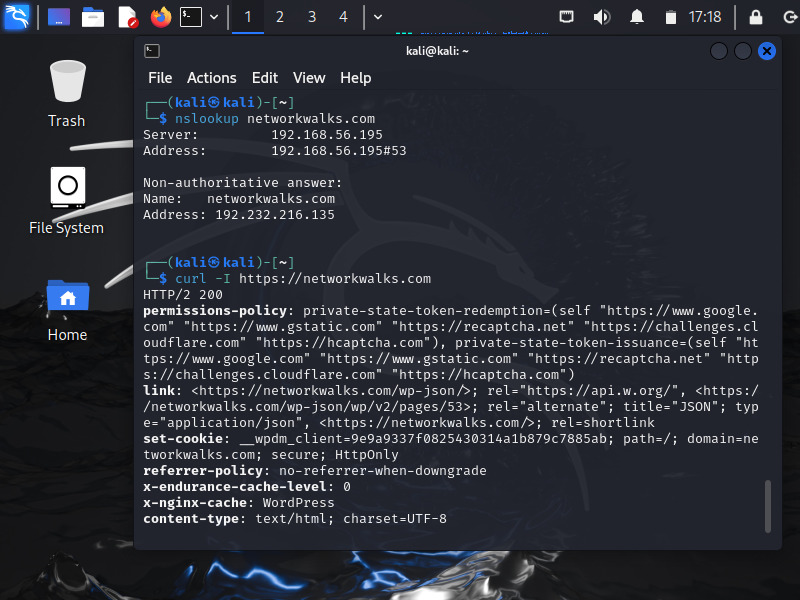 1 2 3 4 17:18
kali@kali: ~
File Actions Edit View Help
Trash
File System
Home
┌──(kali㉿kali)-[~]
└─$ nslookup networkwalks.com
Server:         192.168.56.195
Address:        192.168.56.195#53
Non-authoritative answer:
Name:   networkwalks.com
Address: 192.232.216.135
┌──(kali㉿kali)-[~]
└─$ curl -I https://networkwalks.com
HTTP/2 200
permissions-policy: private-state-token-redemption=(self "https://www.google.
com" "https://www.gstatic.com" "https://recaptcha.net" "https://challenges.cl
oudflare.com" "https://hcaptcha.com"), private-state-token-issuance=(self "ht
tps://www.google.com" "https://www.gstatic.com" "https://recaptcha.net" "http
s://challenges.cloudflare.com" "https://hcaptcha.com")
link: <https://networkwalks.com/wp-json/>; rel="https://api.w.org/", <https:/
/networkwalks.com/wp-json/wp/v2/pages/53>; rel="alternate"; title="JSON"; typ
e="application/json", <https://networkwalks.com/>; rel=shortlink
set-cookie: __wpdm_client=9e9a9337f0825430314a1b879c7885ab; path=/; domain=ne
tworkwalks.com; secure; HttpOnly
referrer-policy: no-referrer-when-downgrade
x-endurance-cache-level: 0
x-nginx-cache: WordPress
content-type: text/html; charset=UTF-8